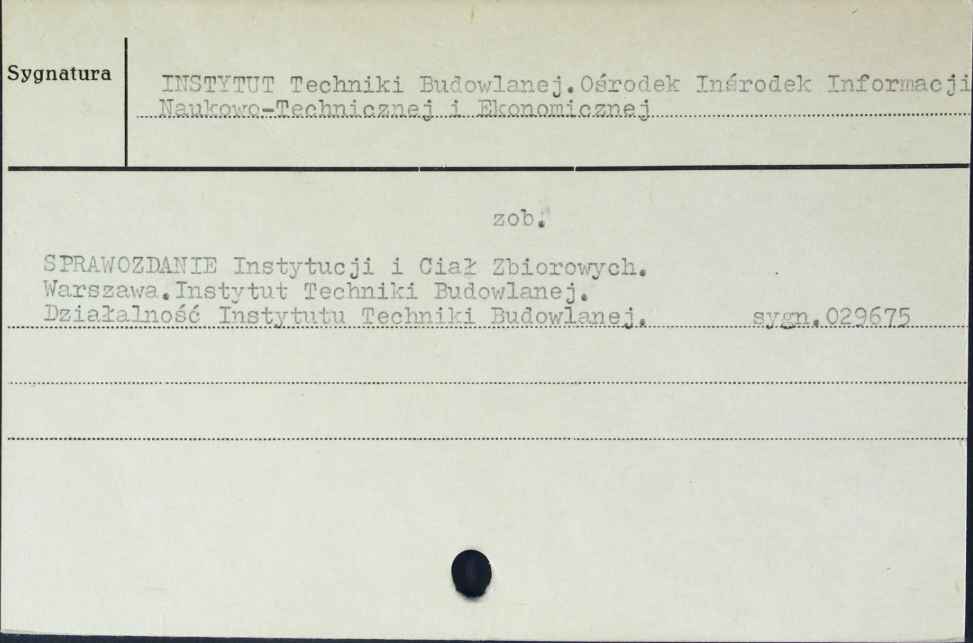 Sygnatura
INSTYTUT Techniki Budowlanej.Ośrodek Inśrodek Informacji
Naukowo-Technicznej i Ekonomicznej
zob.
SPRAWOZDANIE Instytucji i Ciał Zbiorowych.
Warszawa.Instytut Techniki Budowlanej.
Działalność Instytutu Techniki Budowlanej. sygn.029675